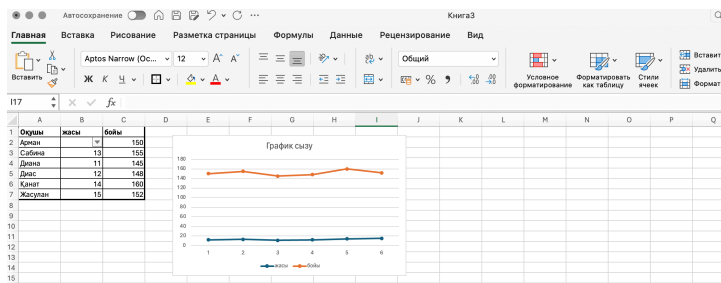 Автосохранение
Книга3
Главная Вставка Рисование Разметка страницы Формулы Данные Рецензирование Вид
Вставить
Aptos Narrow (Ос... 12 A A
Ж К Ч A
Общий
% 9
Условное форматирование
Форматировать как таблицу
Стили ячеек
Вставит
Удалить
Формат
I17 fx
A B C D E F G H I J K L M N O P Q
1 Оқушы жасы бойы
2 Арман 150
3 Сабина 13 155
4 Диана 11 145
5 Диас 12 148
6 Қанат 14 160
7 Жасулан 15 152
8
9
10
11
12
13
14
15
График сызу
180
160
140
120
100
80
60
40
20
0
1 2 3 4 5 6
жасы бойы